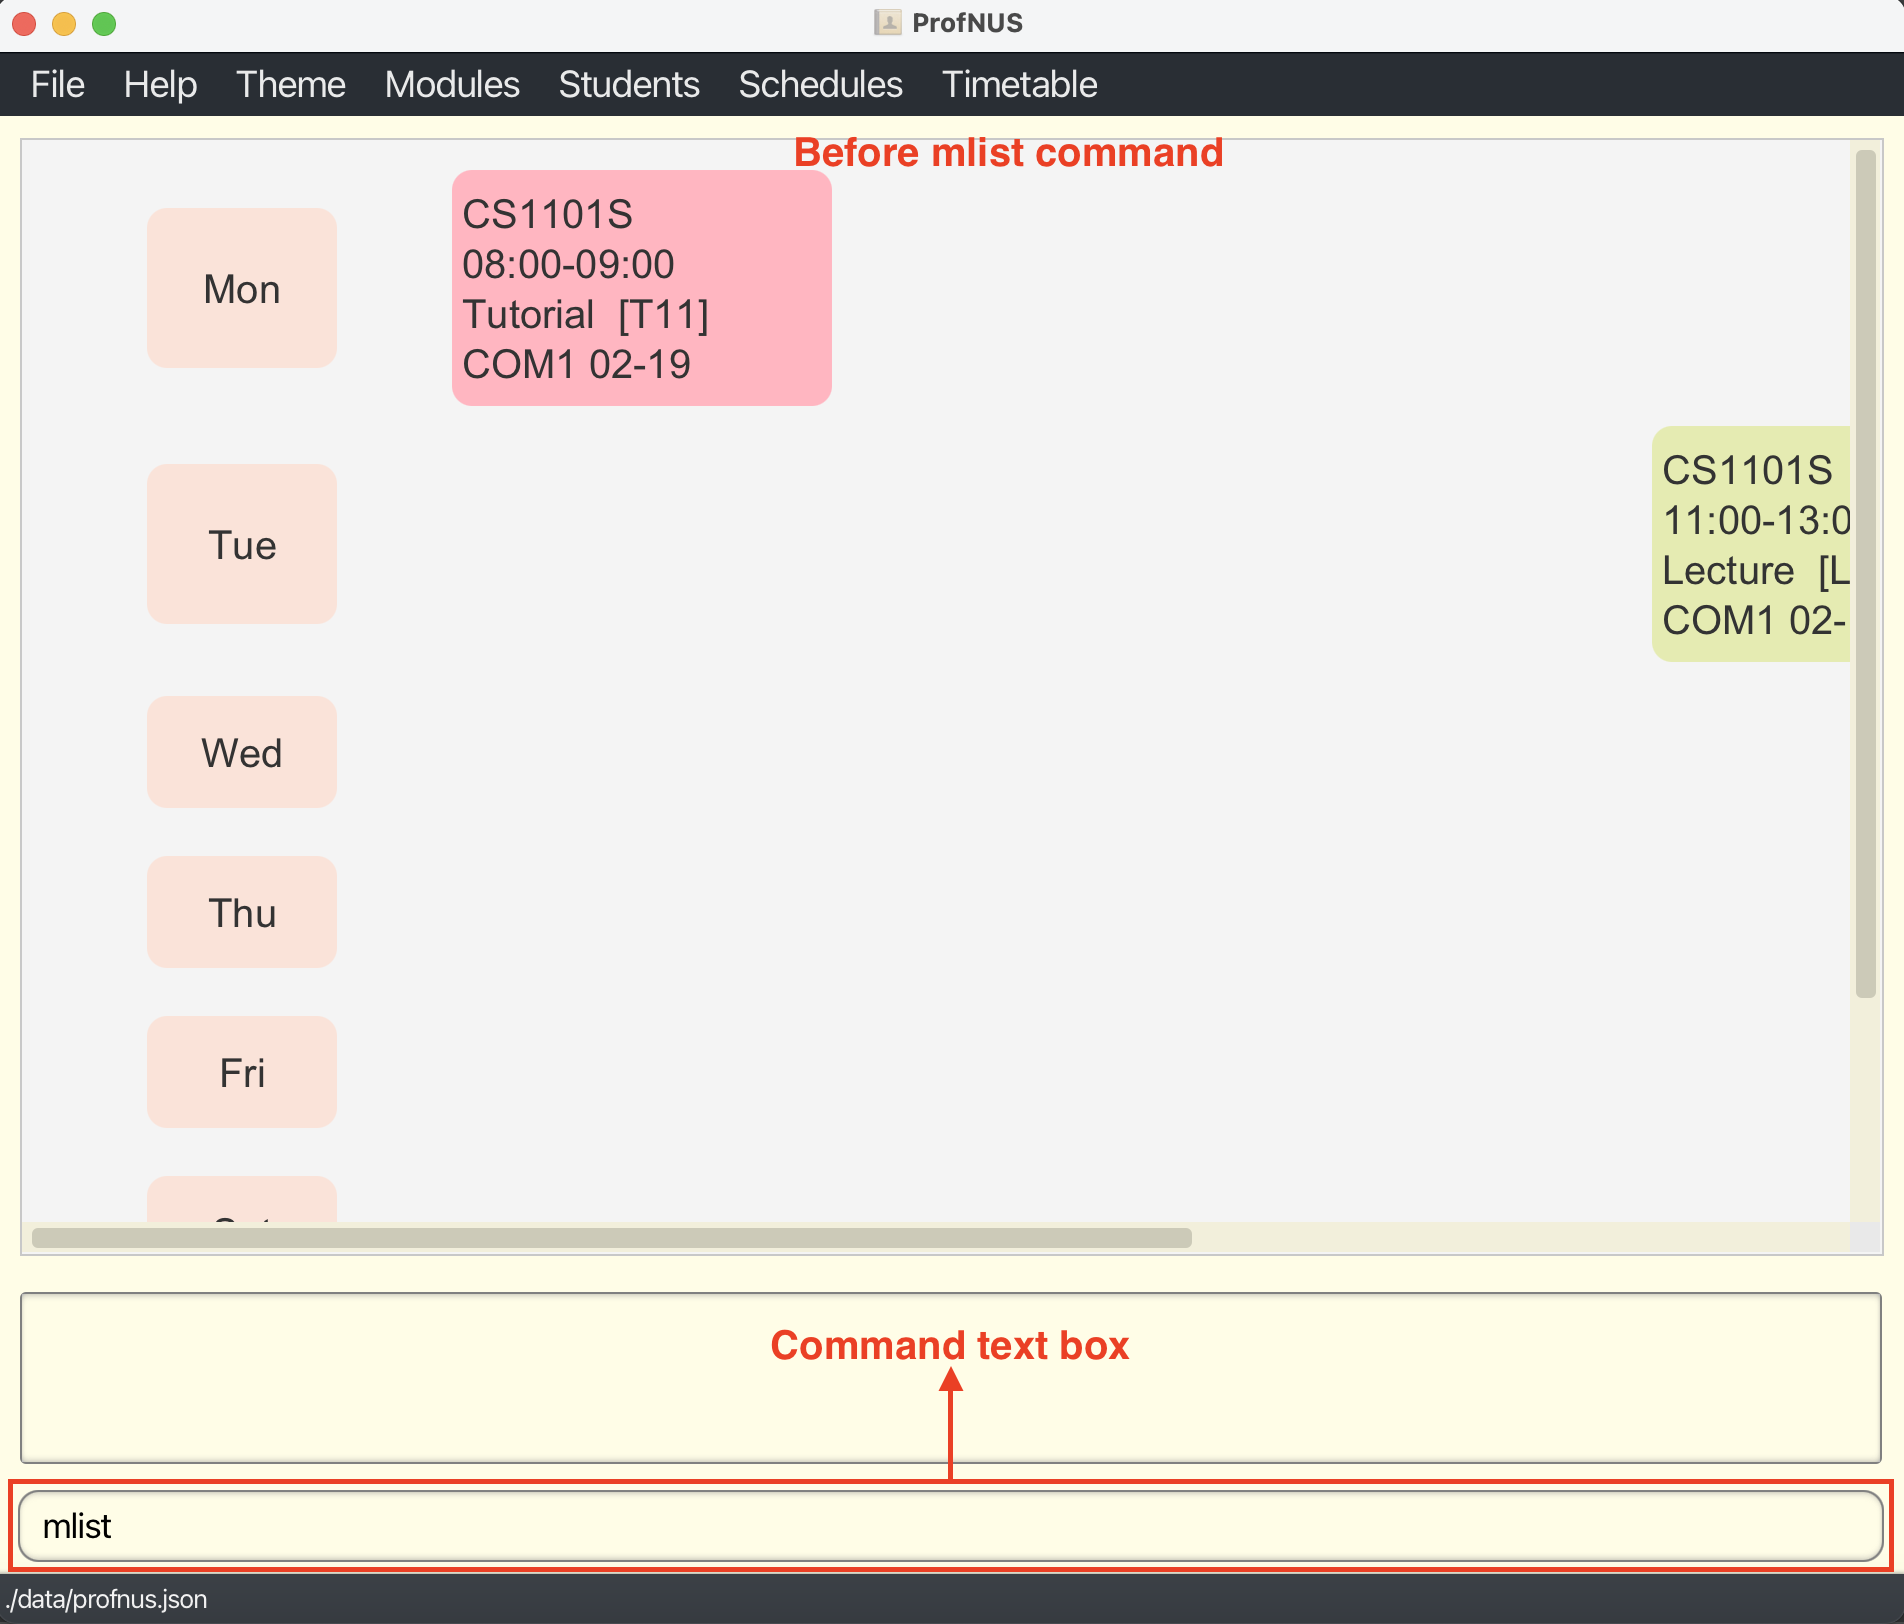 ProfNUS
File Help Theme Modules Students Schedules Timetable
Before mlist command
Mon
CS1101S
08:00-09:00
Tutorial [T11]
COM1 02-19
Tue
CS1101S
11:00-13:0
Lecture [L
COM1 02-
Wed
Thu
Fri
Command text box
mlist
./data/profnus.json